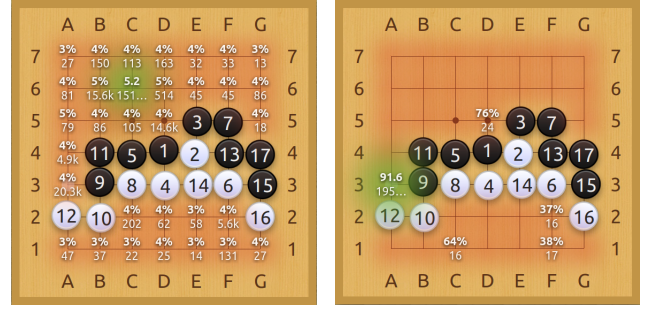 A B C D E F G
7 3% 4% 4% 4% 4% 4% 3% 7
27 150 113 163 32 33 13
6 4% 5% 5.2 5% 4% 4% 4% 6
81 15.6k 151... 514 45 45 86
5 5% 4% 4% 4% 3 7 4% 5
79 86 105 14.6k 18
4 4% 11 5 1 2 13 17 4
4.9k
3 4% 9 8 4 14 6 15 3
20.3k
2 12 10 4% 4% 3% 4% 16 2
202 62 58 5.6k
1 3% 3% 3% 4% 3% 3% 4% 1
47 37 22 25 14 131 27
A B C D E F G
A B C D E F G
7 7
6 6
5 76% 3 7 5
24
4 11 5 1 2 13 17 4
3 91.6 9 8 4 14 6 15 3
195...
2 12 10 37% 16 2
16
1 64% 38% 1
16 17
A B C D E F G